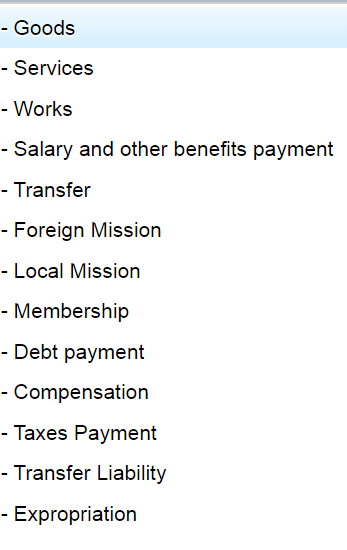 - Goods
- Services
- Works
- Salary and other benefits payment
- Transfer
- Foreign Mission
- Local Mission
- Membership
- Debt payment
- Compensation
- Taxes Payment
- Transfer Liability
- Expropriation